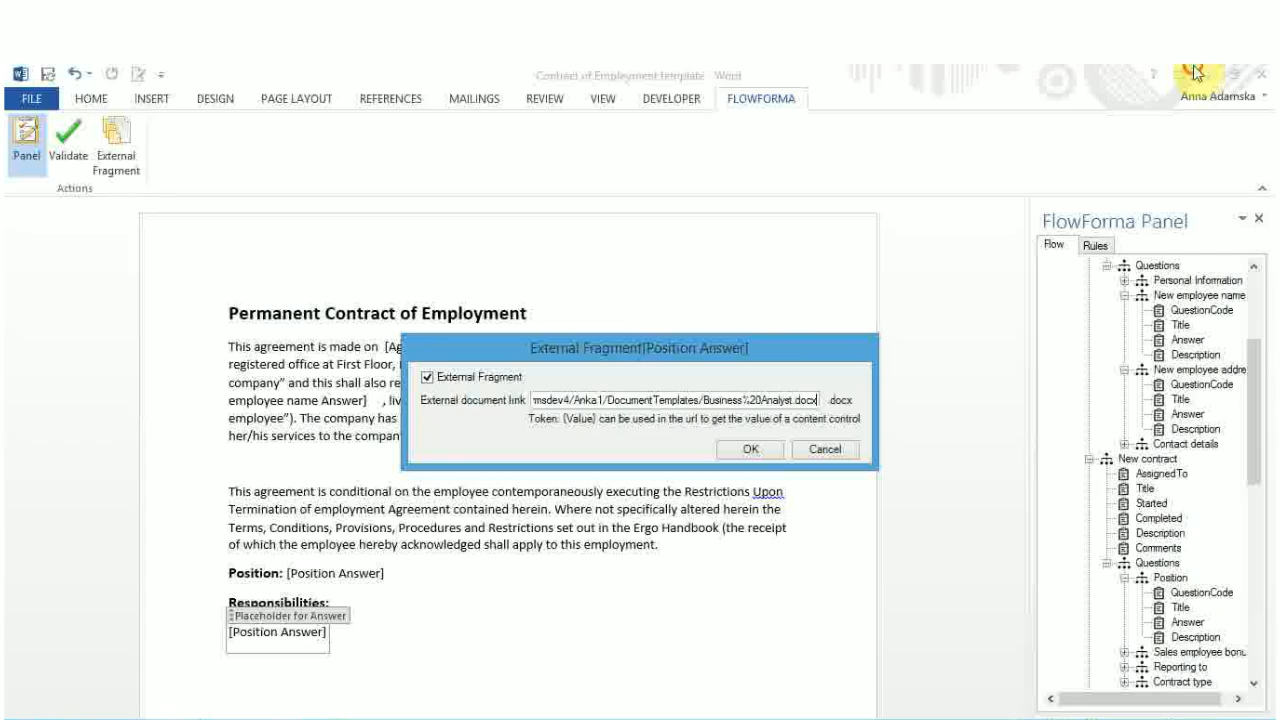 Contract of Employment template - Word
Anna Adamska
FILE HOME INSERT DESIGN PAGE LAYOUT REFERENCES MAILINGS REVIEW VIEW DEVELOPER FLOWFORMA
Panel Validate External Fragment
Actions
Permanent Contract of Employment
This agreement is made on [Ag
registered office at First Floor,
company" and this shall also re
employee name Answer] , liv
employee"). The company has
her/his services to the company
This agreement is conditional on the employee contemporaneously executing the Restrictions Upon
Termination of employment Agreement contained herein. Where not specifically altered herein the
Terms, Conditions, Provisions, Procedures and Restrictions set out in the Ergo Handbook (the receipt
of which the employee hereby acknowledged shall apply to this employment.
Position: [Position Answer]
Responsibilities:
Placeholder for Answer
[Position Answer]
External Fragment[Position Answer]
External Fragment
External document link msdev4/Anka1/DocumentTemplates/Business%20Analyst.docx .docx
Token: {Value} can be used in the url to get the value of a content control
OK Cancel
FlowForma Panel
Flow Rules
Questions
Personal Information
New employee name
QuestionCode
Title
Answer
Description
New employee addre
QuestionCode
Title
Answer
Description
Contact details
New contract
AssignedTo
Title
Started
Completed
Description
Comments
Questions
Position
QuestionCode
Title
Answer
Description
Sales employee bonu
Reporting to
Contract type